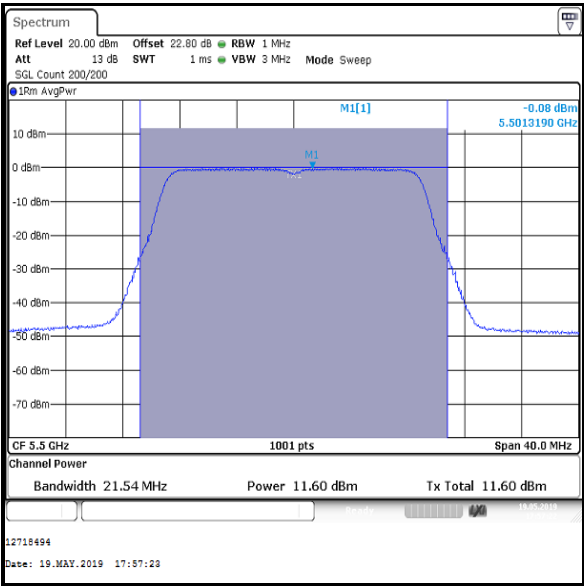 Spectrum
Ref Level 20.00 dBm Offset 22.80 dB RBW 1 MHz
Att 13 dB SWT 1 ms VBW 3 MHz Mode Sweep
SGL Count 200/200
1Rm AvgPwr
M1[1] -0.08 dBm
5.5013190 GHz
10 dBm
M1
0 dBm
-10 dBm
-20 dBm
-30 dBm
-40 dBm
-50 dBm
-60 dBm
-70 dBm
CF 5.5 GHz 1001 pts Span 40.0 MHz
Channel Power
Bandwidth 21.54 MHz Power 11.60 dBm Tx Total 11.60 dBm
Ready 19.05.2019
12718494
Date: 19.MAY.2019 17:57:23